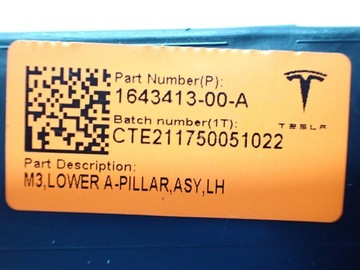 Part Number(P):
1643413-00-A
Batch number(1T):
CTE211750051022
TESLA
Part Description:
M3,LOWER A-PILLAR,ASY,LH